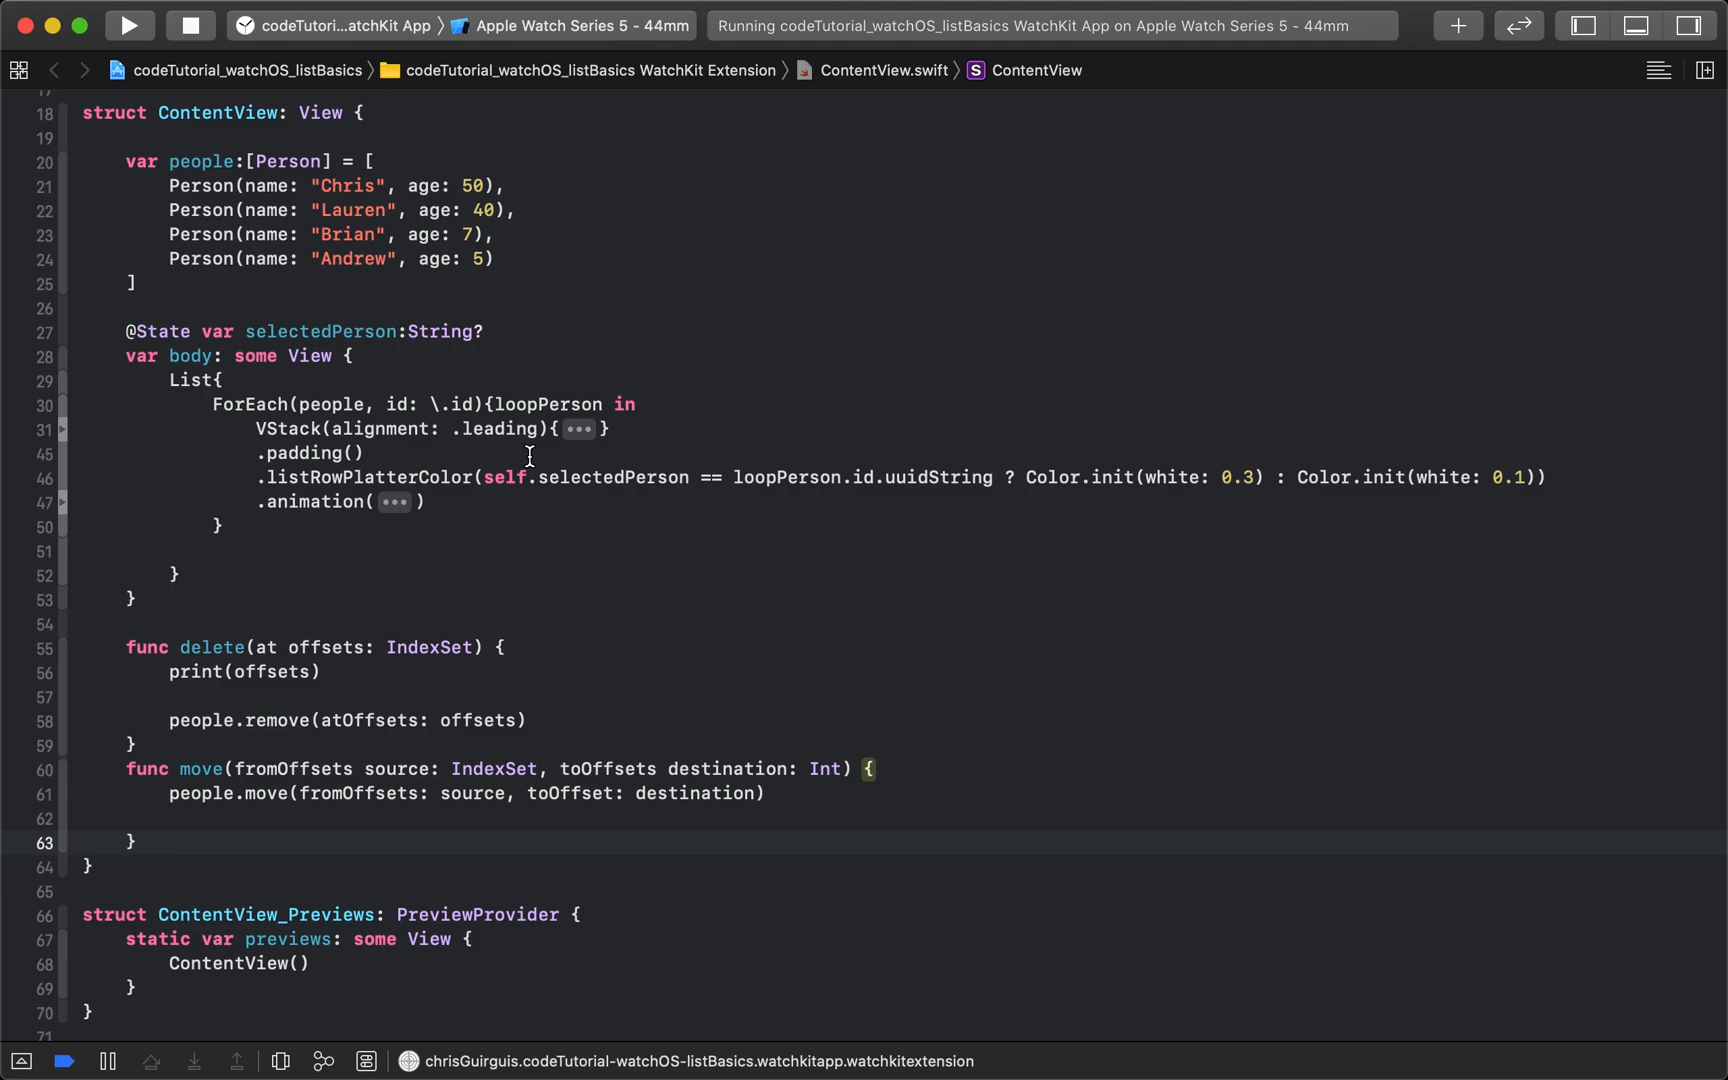 codeTutori...atchKit App 〉 Apple Watch Series 5 - 44mm
Running codeTutorial_watchOS_listBasics WatchKit App on Apple Watch Series 5 - 44mm
codeTutorial_watchOS_listBasics 〉 codeTutorial_watchOS_listBasics WatchKit Extension 〉 ContentView.swift 〉 S ContentView
17
18 struct ContentView: View {
19
20 var people:[Person] = [
21 Person(name: "Chris", age: 50),
22 Person(name: "Lauren", age: 40),
23 Person(name: "Brian", age: 7),
24 Person(name: "Andrew", age: 5)
25 ]
26
27 @State var selectedPerson:String?
28 var body: some View {
29 List{
30 ForEach(people, id: \.id){loopPerson in
31 VStack(alignment: .leading){ ••• }
45 .padding()
46 .listRowPlatterColor(self.selectedPerson == loopPerson.id.uuidString ? Color.init(white: 0.3) : Color.init(white: 0.1))
47 .animation( ••• )
50 }
51
52 }
53 }
54
55 func delete(at offsets: IndexSet) {
56 print(offsets)
57
58 people.remove(atOffsets: offsets)
59 }
60 func move(fromOffsets source: IndexSet, toOffsets destination: Int) {
61 people.move(fromOffsets: source, toOffset: destination)
62
63 }
64 }
65
66 struct ContentView_Previews: PreviewProvider {
67 static var previews: some View {
68 ContentView()
69 }
70 }
71
chrisGuirguis.codeTutorial-watchOS-listBasics.watchkitapp.watchkitextension